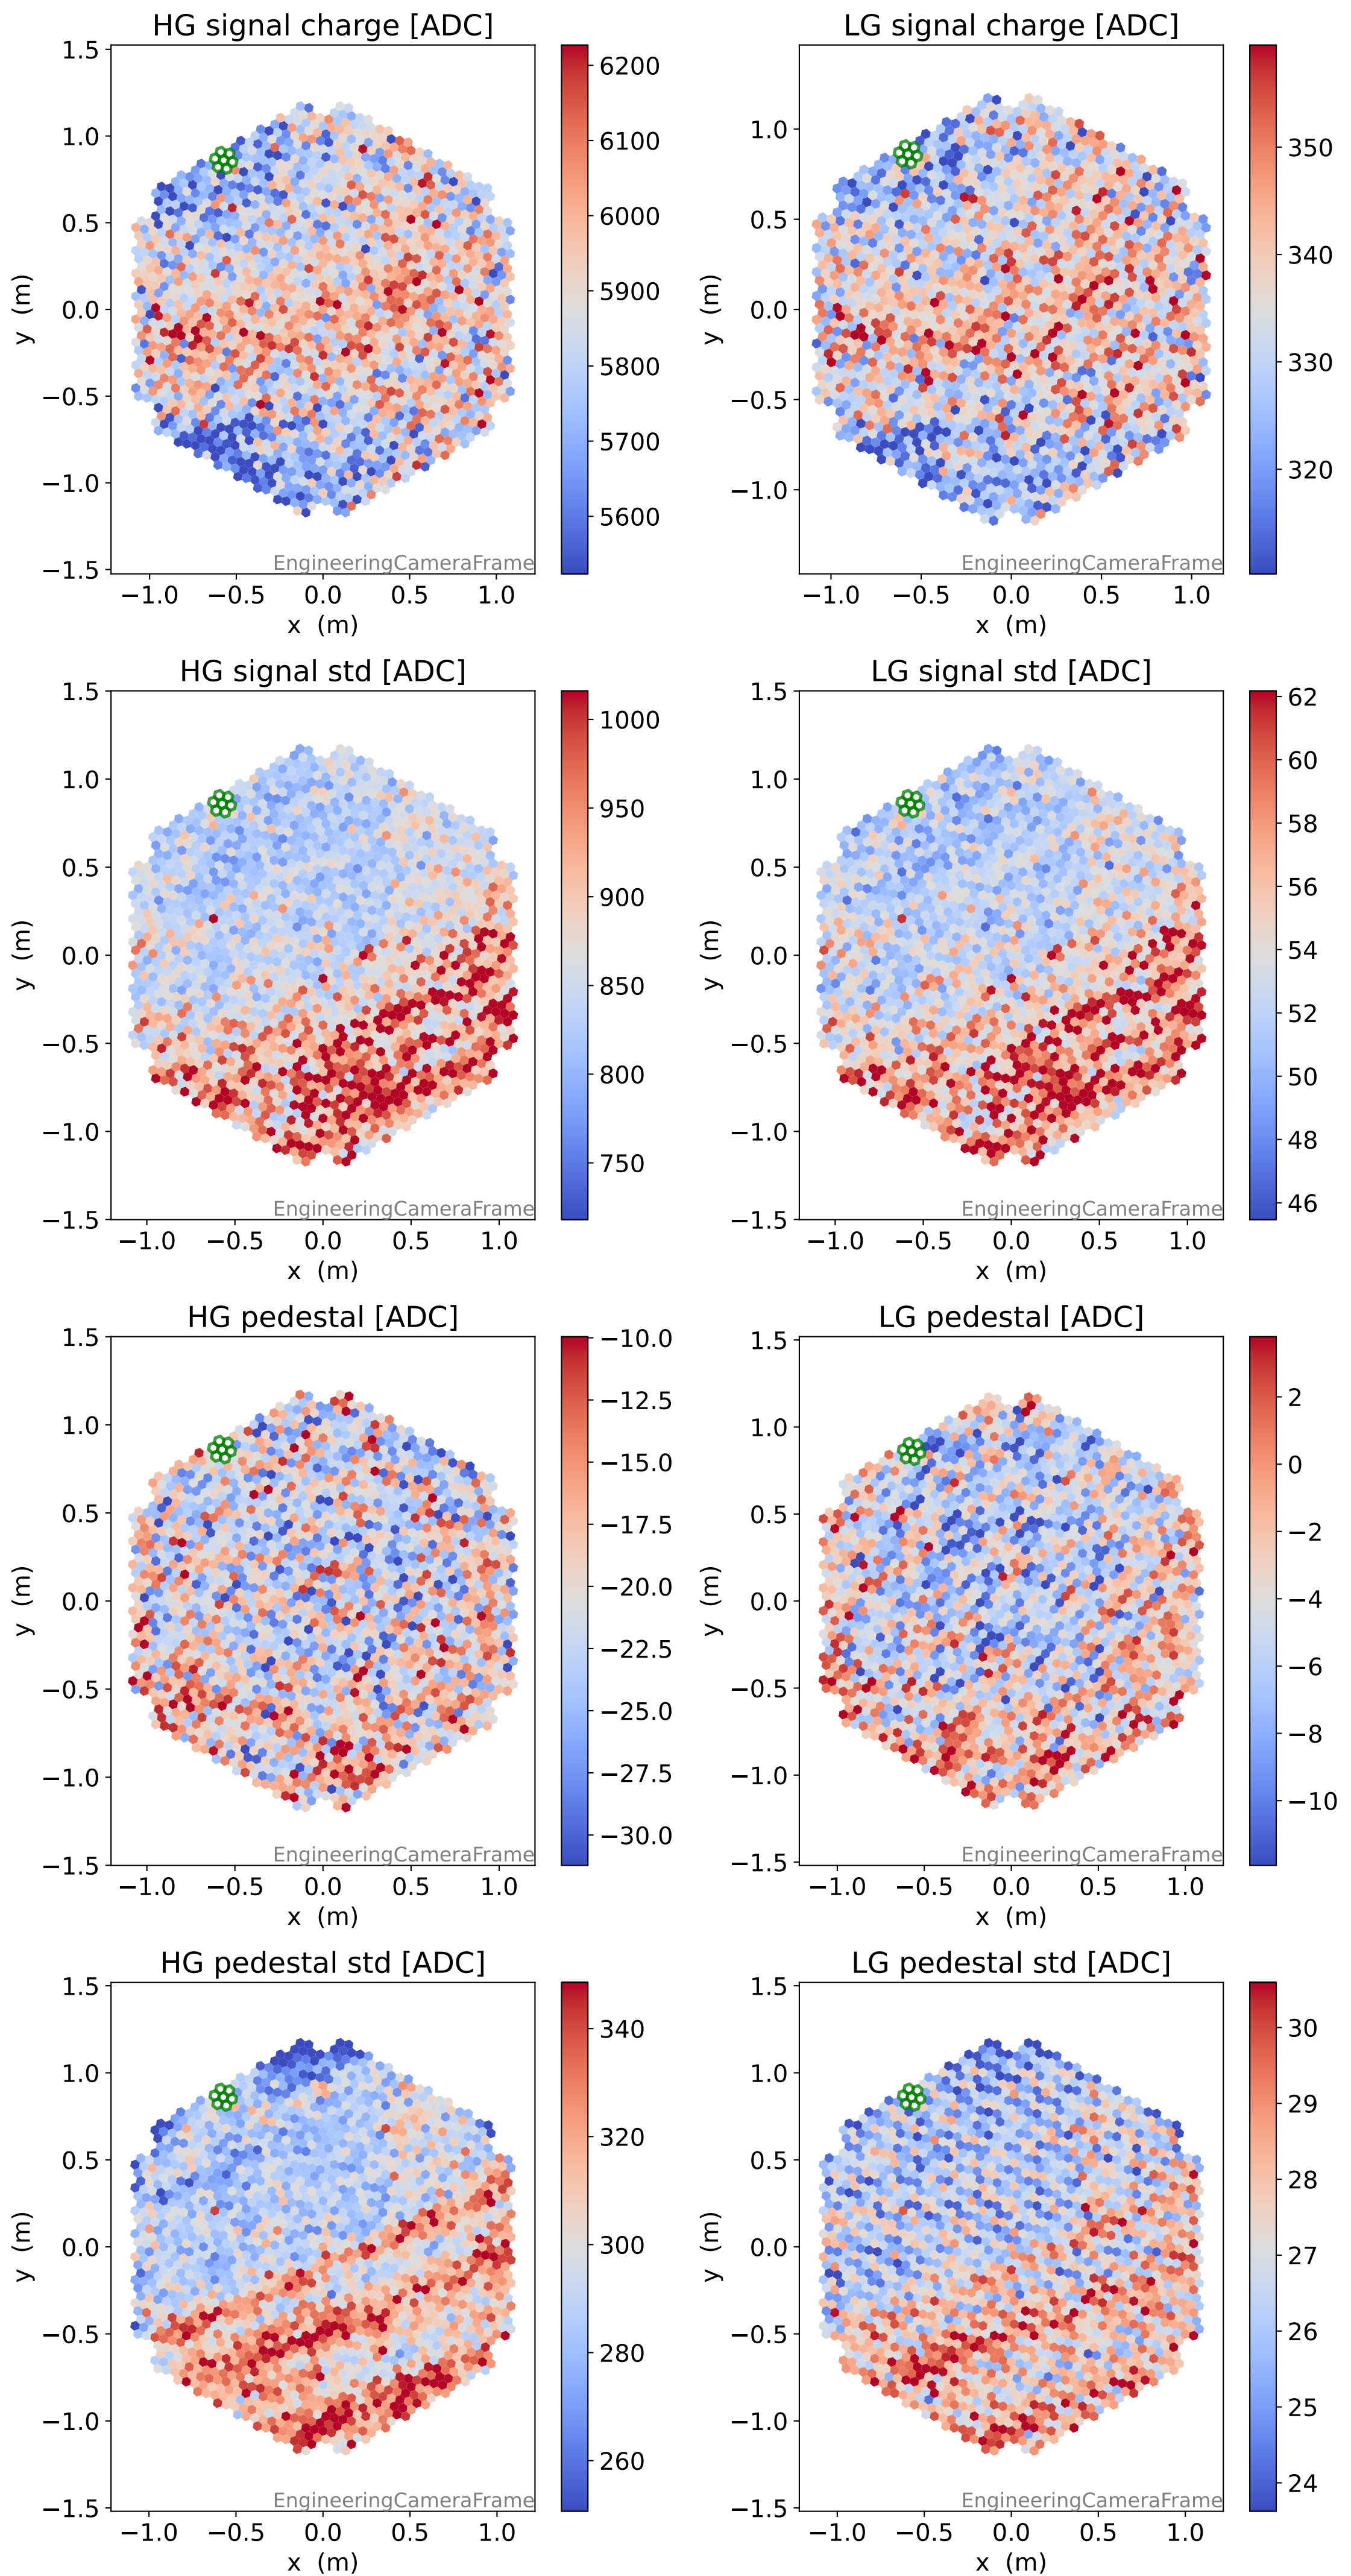 HG signal charge [ADC]
LG signal charge [ADC]
1.5
1.0
0.5
0.0
−0.5
−1.0
−1.5
y (m)
−1.0 −0.5 0.0 0.5 1.0
x (m)
EngineeringCameraFrame
6200
6100
6000
5900
5800
5700
5600
1.0
0.5
0.0
−0.5
−1.0
y (m)
−1.0 −0.5 0.0 0.5 1.0
x (m)
EngineeringCameraFrame
350
340
330
320
HG signal std [ADC]
LG signal std [ADC]
1.5
1.0
0.5
0.0
−0.5
−1.0
−1.5
y (m)
−1.0 −0.5 0.0 0.5 1.0
x (m)
EngineeringCameraFrame
1000
950
900
850
800
750
1.5
1.0
0.5
0.0
−0.5
−1.0
−1.5
y (m)
−1.0 −0.5 0.0 0.5 1.0
x (m)
EngineeringCameraFrame
62
60
58
56
54
52
50
48
46
HG pedestal [ADC]
LG pedestal [ADC]
1.5
1.0
0.5
0.0
−0.5
−1.0
−1.5
y (m)
−1.0 −0.5 0.0 0.5 1.0
x (m)
EngineeringCameraFrame
−10.0
−12.5
−15.0
−17.5
−20.0
−22.5
−25.0
−27.5
−30.0
1.5
1.0
0.5
0.0
−0.5
−1.0
−1.5
y (m)
−1.0 −0.5 0.0 0.5 1.0
x (m)
EngineeringCameraFrame
2
0
−2
−4
−6
−8
−10
HG pedestal std [ADC]
LG pedestal std [ADC]
1.5
1.0
0.5
0.0
−0.5
−1.0
−1.5
y (m)
−1.0 −0.5 0.0 0.5 1.0
x (m)
EngineeringCameraFrame
340
320
300
280
260
1.5
1.0
0.5
0.0
−0.5
−1.0
−1.5
y (m)
−1.0 −0.5 0.0 0.5 1.0
x (m)
EngineeringCameraFrame
30
29
28
27
26
25
24